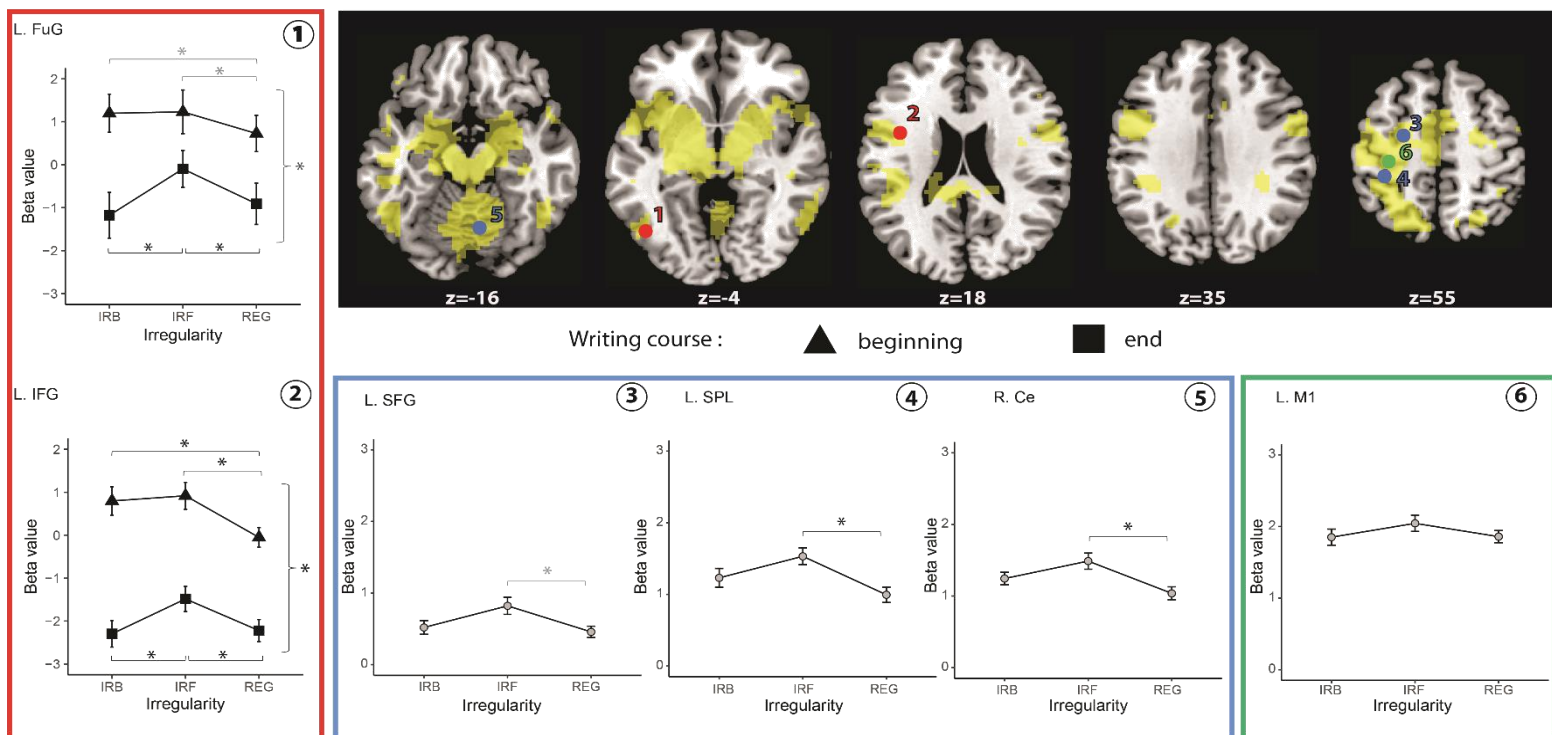 L. FuG
1
*
*
2
1
0
−1
−2
−3
Beta value
*
*
*
IRB IRF REG
Irregularity
5
1
2
3
6
4
z=-16 z=-4 z=18 z=35 z=55
Writing course : beginning end
L. IFG
2
*
*
2
1
0
−1
−2
−3
Beta value
*
*
*
IRB IRF REG
Irregularity
L. SFG
3
3
2
1
0
Beta value
*
IRB IRF REG
Irregularity
L. SPL
4
3
2
1
0
Beta value
*
IRB IRF REG
Irregularity
R. Ce
5
3
2
1
0
Beta value
*
IRB IRF REG
Irregularity
L. M1
6
3
2
1
0
Beta value
IRB IRF REG
Irregularity